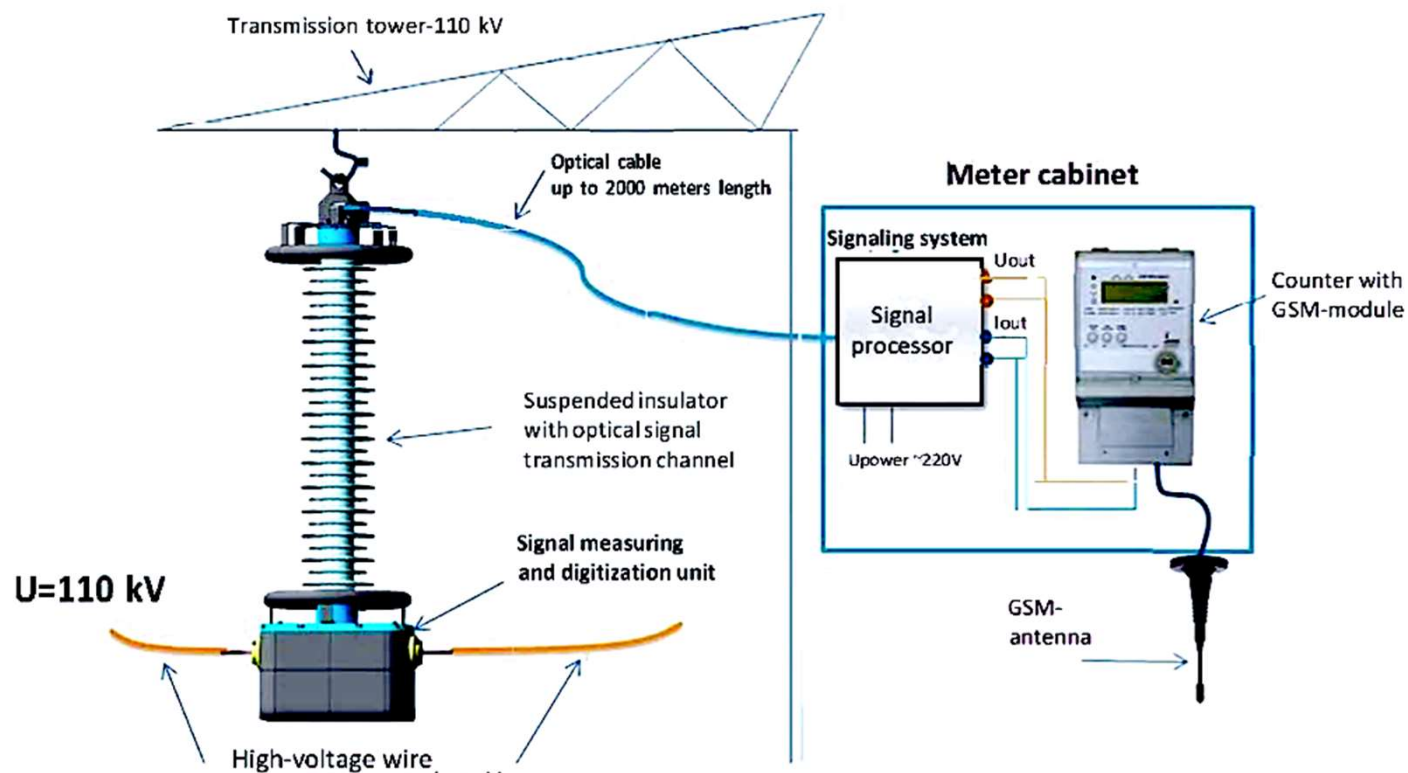 Transmission tower-110 kV
Optical cable
up to 2000 meters length
Meter cabinet
Signaling system
Uout
Counter with
GSM-module
Iout
Signal
processor
Suspended insulator
with optical signal
transmission channel
Upower ~220V
Signal measuring
and digitization unit
U=110 kV
GSM-
antenna
High-voltage wire